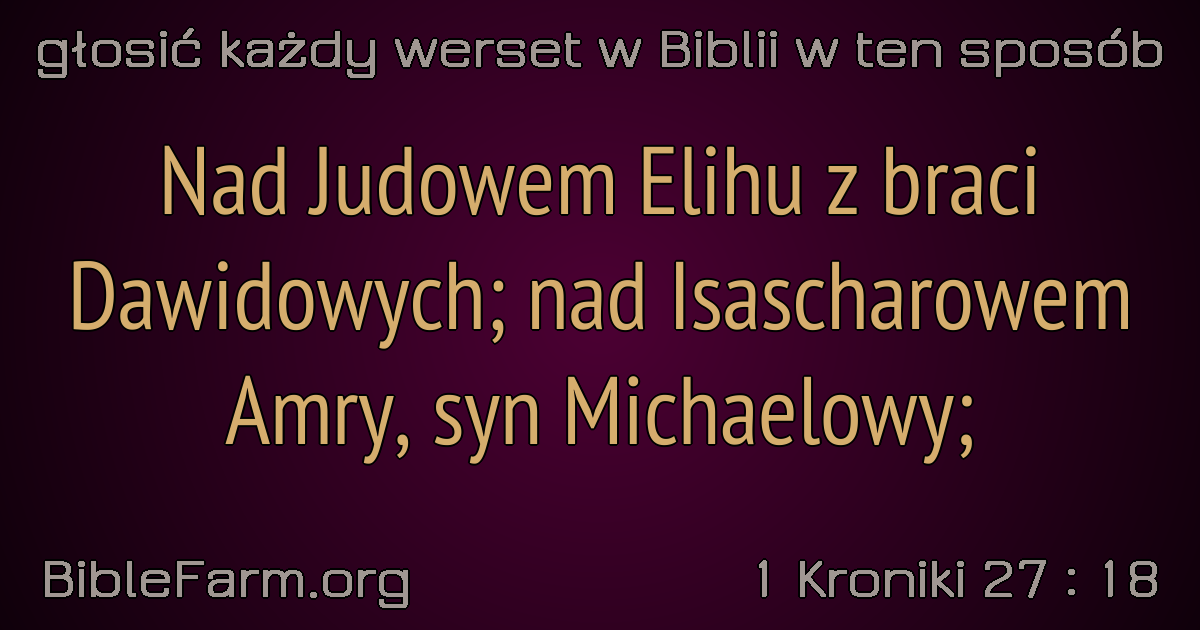 głosić każdy werset w Biblii w ten sposób
Nad Judowem Elihu z braci
Dawidowych; nad Isascharowem
Amry, syn Michaelowy;
BibleFarm.org
1 Kroniki 27 : 18